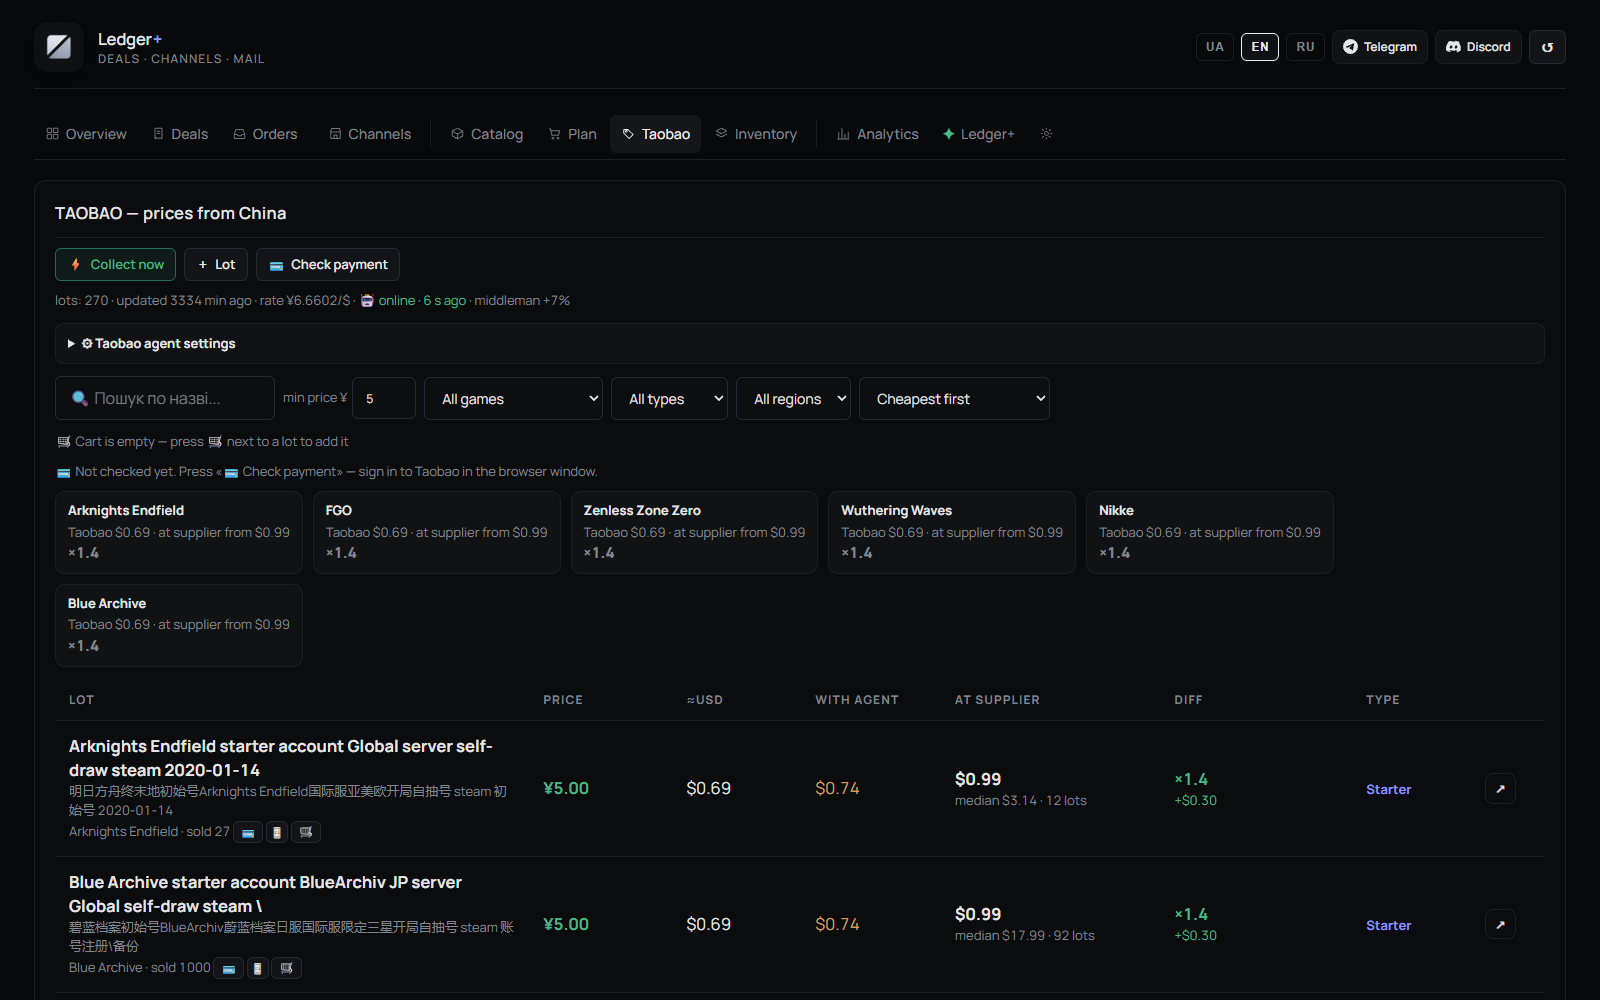 Ledger+
DEALS · CHANNELS · MAIL
UA
EN
RU
Telegram
Discord
Overview
Deals
Orders
Channels
Catalog
Plan
Taobao
Inventory
Analytics
Ledger+
TAOBAO — prices from China
Collect now
+ Lot
Check payment
lots: 270 · updated 3334 min ago · rate ¥6.6602/$ · online · 6 s ago · middleman +7%
Taobao agent settings
Пошук по назві...
min price ¥
5
All games
All types
All regions
Cheapest first
Cart is empty — press next to a lot to add it
Not checked yet. Press « Check payment» — sign in to Taobao in the browser window.
Arknights Endfield
Taobao $0.69 · at supplier from $0.99
×1.4
FGO
Taobao $0.69 · at supplier from $0.99
×1.4
Zenless Zone Zero
Taobao $0.69 · at supplier from $0.99
×1.4
Wuthering Waves
Taobao $0.69 · at supplier from $0.99
×1.4
Nikke
Taobao $0.69 · at supplier from $0.99
×1.4
Blue Archive
Taobao $0.69 · at supplier from $0.99
×1.4
LOT
PRICE
≈USD
WITH AGENT
AT SUPPLIER
DIFF
TYPE
Arknights Endfield starter account Global server self-
draw steam 2020-01-14
明日方舟终末地初始号Arknights Endfield国际服亚美欧开局自抽号 steam 初
始号 2020-01-14
Arknights Endfield · sold 27
¥5.00
$0.69
$0.74
$0.99
median $3.14 · 12 lots
×1.4
+$0.30
Starter
Blue Archive starter account BlueArchiv JP server
Global self-draw steam \
碧蓝档案初始号BlueArchiv蔚蓝档案日服国际服限定三星开局自抽号 steam 账
号注册\备份
Blue Archive · sold 1000
¥5.00
$0.69
$0.74
$0.99
median $17.99 · 92 lots
×1.4
+$0.30
Starter